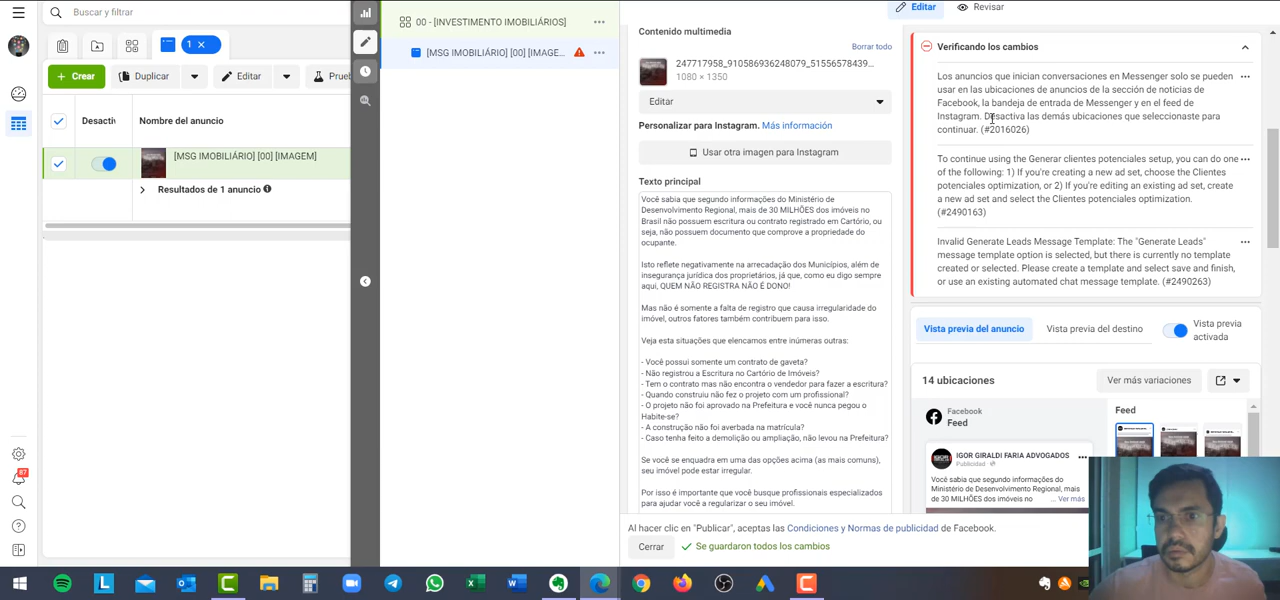 Buscar y filtrar
1 ×
+ Crear
Duplicar
Editar
Desactiv
Nombre del anuncio
[MSG IMOBILIÁRIO] [00] [IMAGEM]
Resultados de 1 anuncio
87
00 - [INVESTIMENTO IMOBILIÁRIOS]
[MSG IMOBILIÁRIO] [00] [IMAGE...
Editar
Revisar
Contenido multimedia
Borrar todo
247717958_910586936248079_51556578439...
1080 × 1350
Editar
Personalizar para Instagram. Más información
Usar otra imagen para Instagram
Texto principal
Você sabia que segundo informações do Ministério de
Desenvolvimento Regional, mais de 30 MILHÕES dos imóveis no
Brasil não possuem escritura ou contrato registrado em Cartório, ou
seja, não possuem documento que comprove a propriedade do
ocupante.
Isto reflete negativamente na arrecadação dos Municípios, além de
insegurança jurídica dos proprietários, já que, como eu digo sempre
aqui, QUEM NÃO REGISTRA NÃO É DONO!
Mas não é somente a falta de registro que causa irregularidade do
imóvel, outros fatores também contribuem para isso.
Veja esta situações que elencamos entre inúmeras outras:
- Você possui somente um contrato de gaveta?
- Não registrou a Escritura no Cartório de Imóveis?
- Tem o contrato mas não encontra o vendedor para fazer a escritura?
- Quando construiu não fez o projeto com um profissional?
- O projeto não foi aprovado na Prefeitura e você nunca pegou o
Habite-se?
- A construção não foi averbada na matrícula?
- Caso tenha feito a demolição ou ampliação, não levou na Prefeitura?
Se você se enquadra em uma das opções acima (as mais comuns),
seu imóvel pode estar irregular.
Por isso é importante que você busque profissionais especializados
para ajudar você a regularizar o seu imóvel.
Verificando los cambios
Los anuncios que inician conversaciones en Messenger solo se pueden
usar en las ubicaciones de anuncios de la sección de noticias de
Facebook, la bandeja de entrada de Messenger y en el feed de
Instagram. Desactiva las demás ubicaciones que seleccionaste para
continuar. (#2016026)
To continue using the Generar clientes potenciales setup, you can do one
of the following: 1) If you're creating a new ad set, choose the Clientes
potenciales optimization, or 2) If you're editing an existing ad set, create
a new ad set and select the Clientes potenciales optimization.
(#2490163)
Invalid Generate Leads Message Template: The "Generate Leads"
message template option is selected, but there is currently no template
created or selected. Please create a template and select save and finish,
or use an existing automated chat message template. (#2490263)
Vista previa del anuncio
Vista previa del destino
Vista previa
activada
14 ubicaciones
Ver más variaciones
Facebook
Feed
Feed
IGOR GIRALDI FARIA ADVOGADOS
Publicidad
Você sabia que segundo informações do
Ministério de Desenvolvimento Regional, mais
de 30 MILHÕES dos imóveis no ... Ver más
Al hacer clic en "Publicar", aceptas las Condiciones y Normas de publicidad de Facebook.
Cerrar
Se guardaron todos los cambios